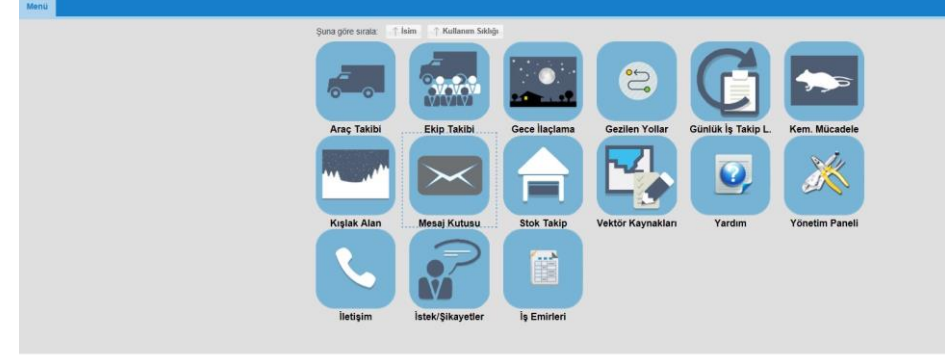 Menü
Şuna göre sırala: İsim Kullanım Sıklığı
Araç Takibi Ekip Takibi Gece İlaçlama Gezilen Yollar Günlük İş Takip L. Kem. Mücadele
Kışlak Alan Mesaj Kutusu Stok Takip Vektör Kaynakları Yardım Yönetim Paneli
İletişim İstek/Şikayetler İş Emirleri